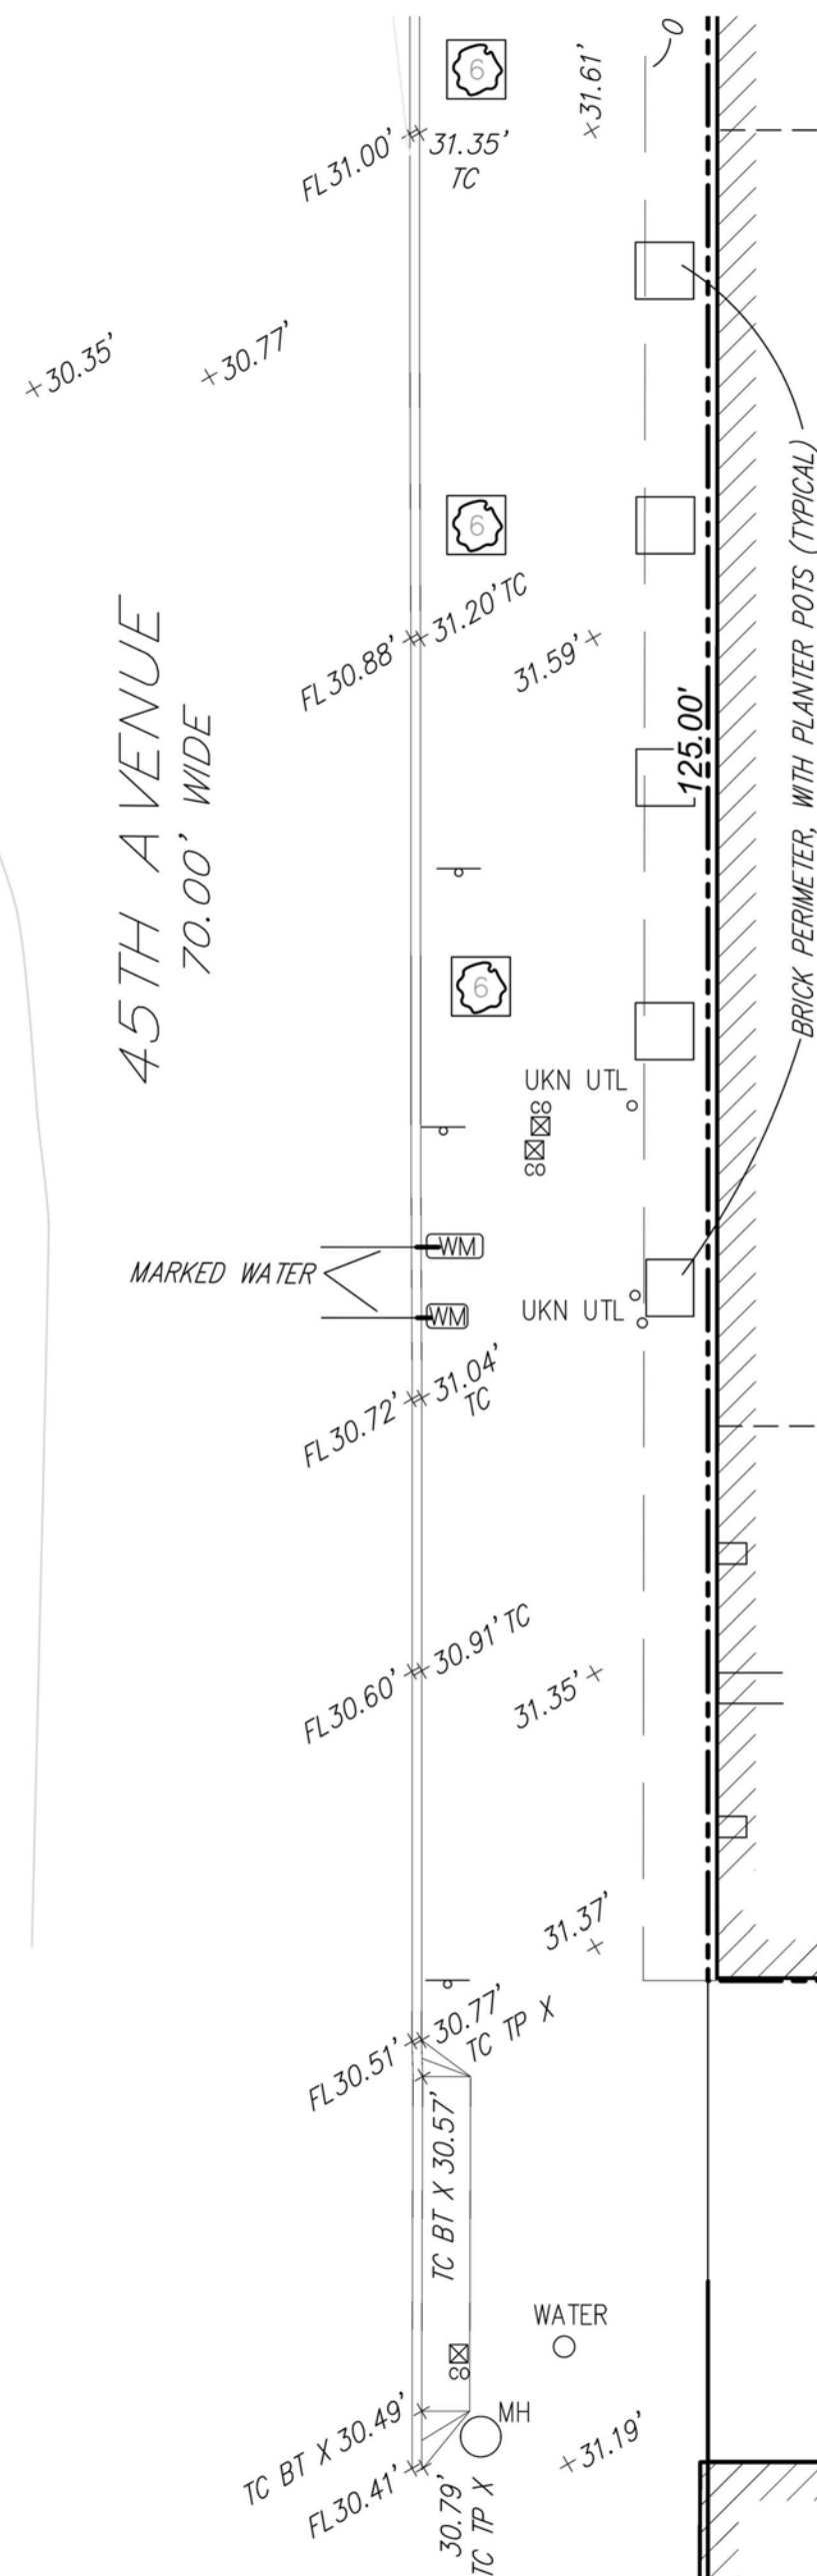 6
+31.61'
0
FL31.00'
31.35'
TC
+30.35'
+30.77'
6
31.20' TC
FL30.88'
31.59'+
45TH AVENUE
70.00' WIDE
125.00'
BRICK PERIMETER, WITH PLANTER POTS (TYPICAL)
6
UKN UTL
CO
CO
WM
MARKED WATER
WM
UKN UTL
31.04'
TC
FL30.72'
30.91' TC
FL30.60'
31.35'+
31.37'
+
30.77'
TC TP X
FL30.51'
TC BT X 30.57'
WATER
CO
TC BT X 30.49'
MH
FL30.41'
+31.19'
30.79'
TC TP X